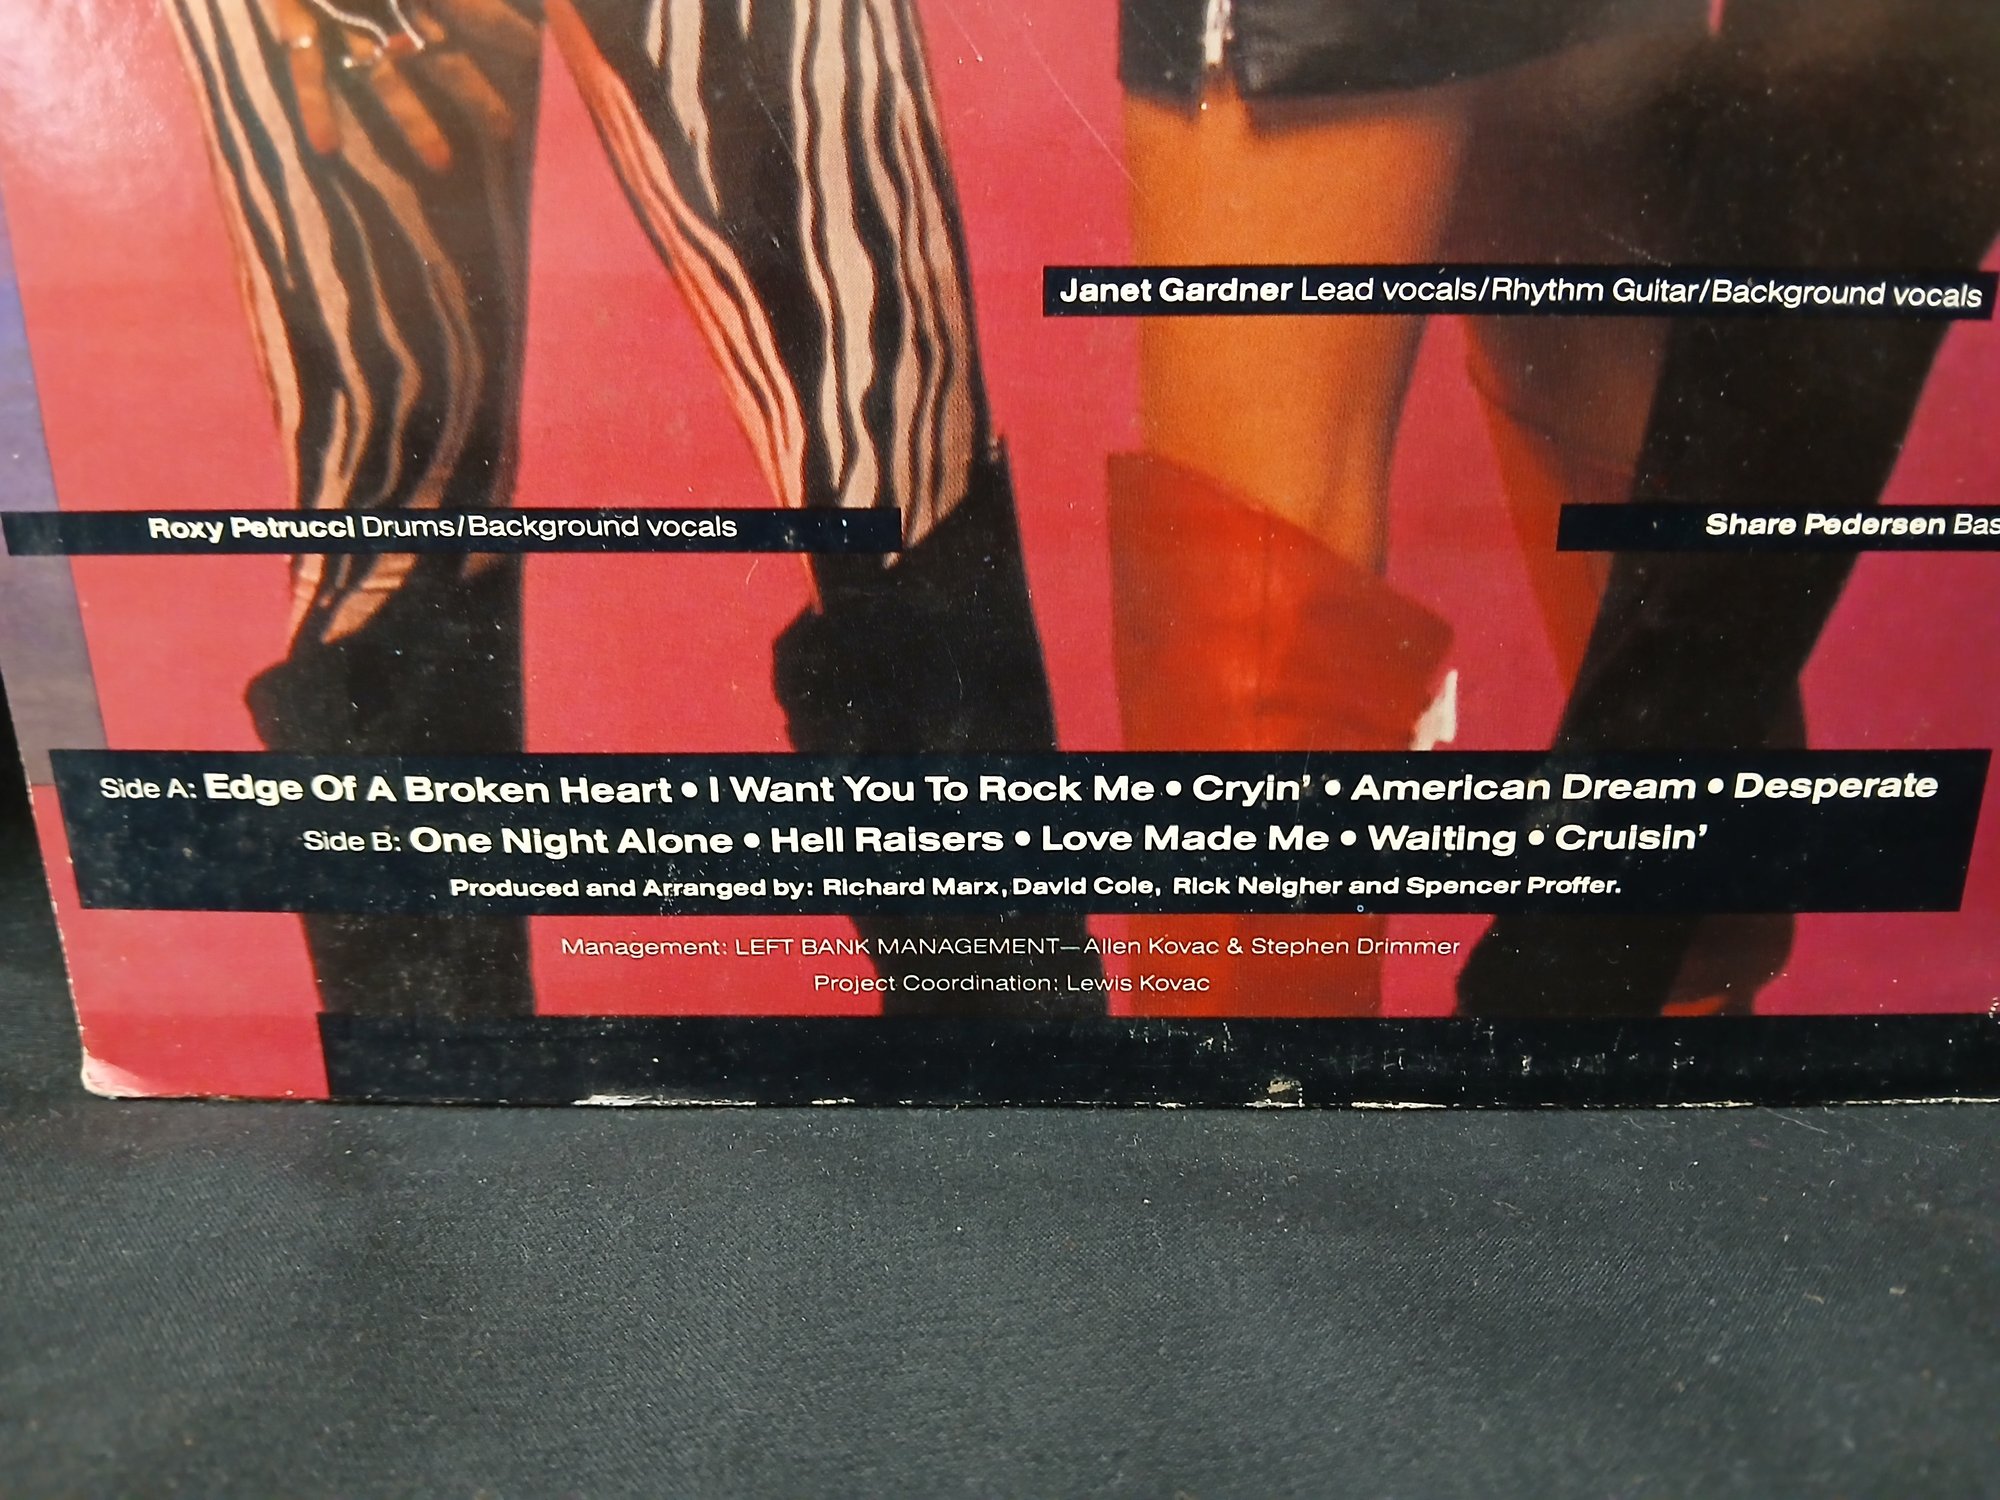 Janet Gardner Lead vocals/Rhythm Guitar/Background vocals
Roxy Petrucci Drums/Background vocals
Share Pedersen Bas
Side A: Edge Of A Broken Heart • I Want You To Rock Me • Cryin' • American Dream • Desperate
Side B: One Night Alone • Hell Raisers • Love Made Me • Waiting • Cruisin'
Produced and Arranged by: Richard Marx, David Cole, Rick Neigher and Spencer Proffer.
Management: LEFT BANK MANAGEMENT—Allen Kovac & Stephen Drimmer
Project Coordination: Lewis Kovac